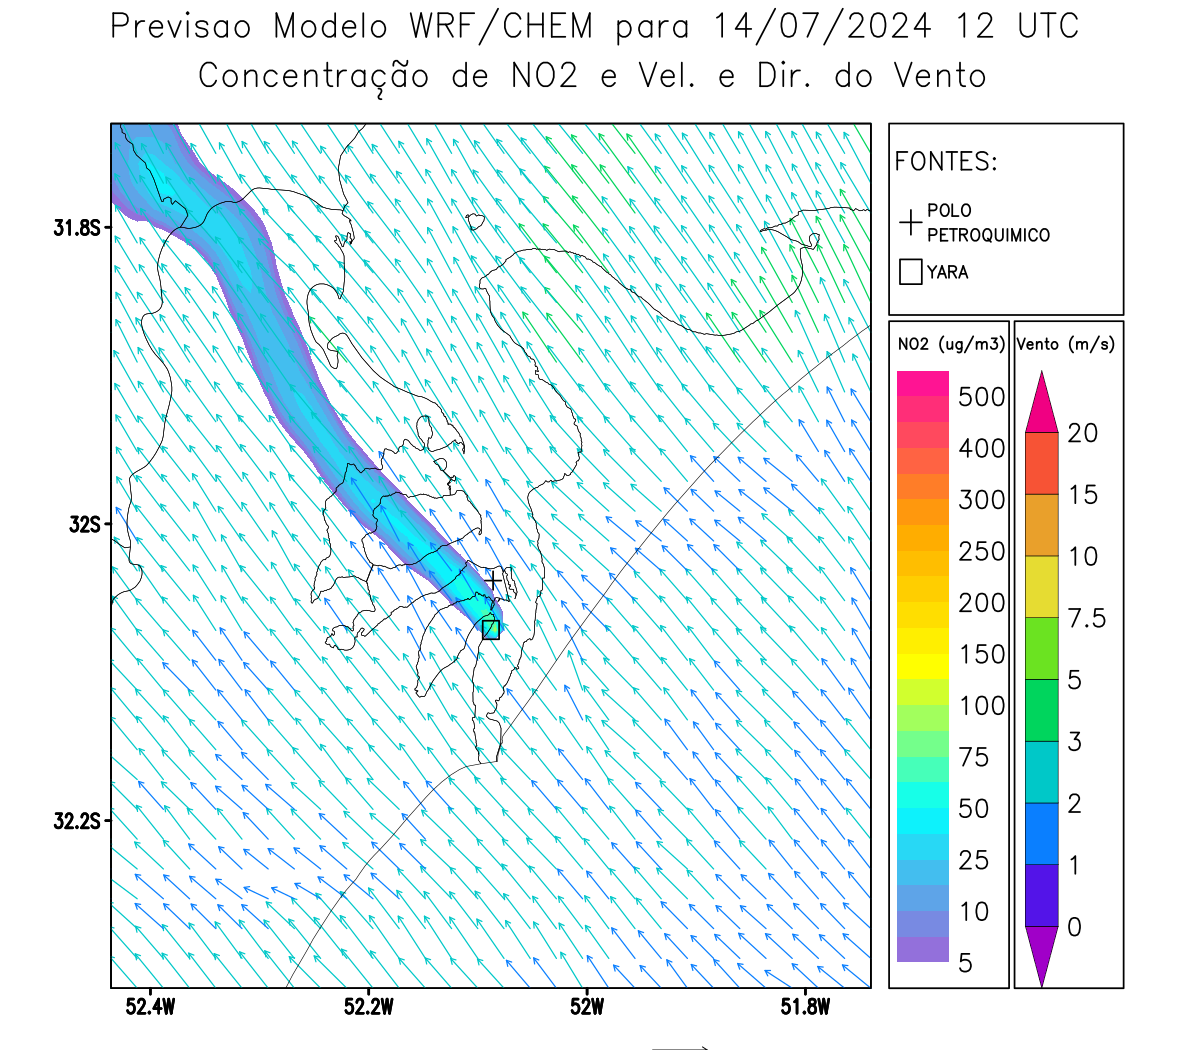 Previsao Modelo WRF/CHEM para 14/07/2024 12 UTC
Concentração de NO2 e Vel. e Dir. do Vento
FONTES:
POLO
PETROQUIMICO
YARA
NO2 (ug/m3)
500
400
300
250
200
150
100
75
50
25
10
5
Vento (m/s)
20
15
10
7.5
5
3
2
1
0
31.8S
32S
32.2S
52.4W
52.2W
52W
51.8W